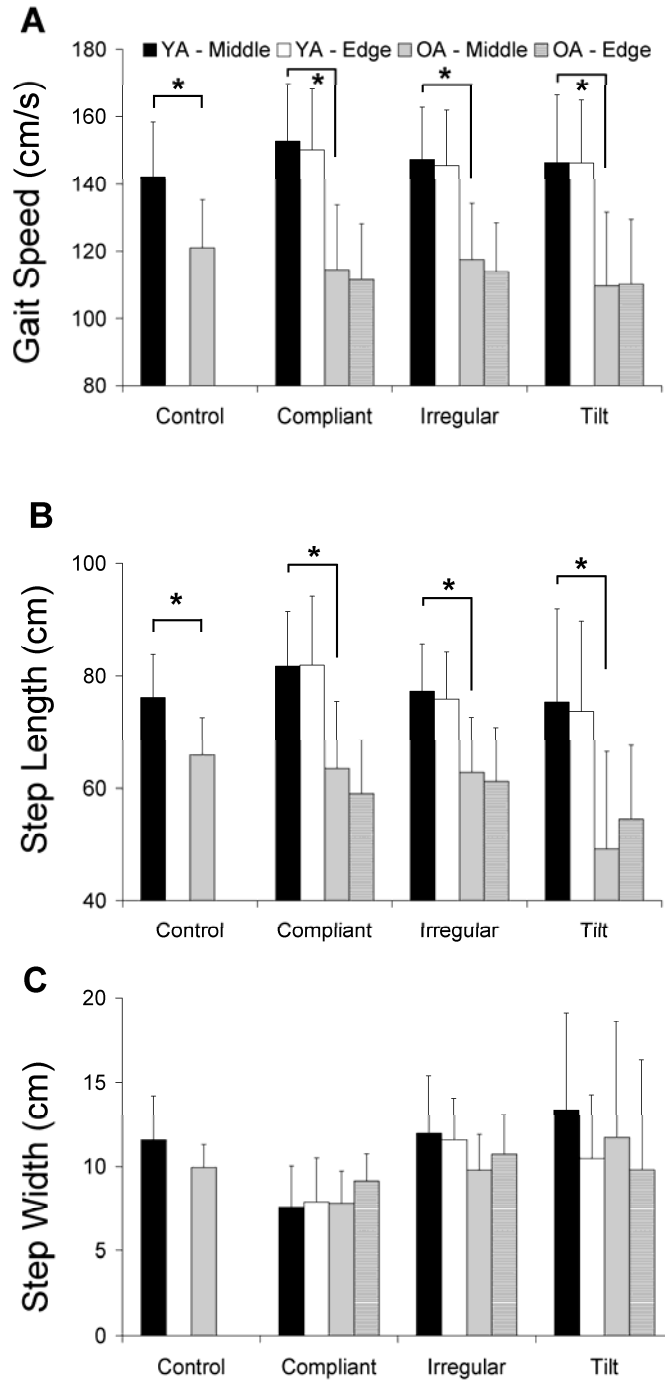 A
YA - Middle YA - Edge OA - Middle OA - Edge
180
160
140
120
100
80
Gait Speed (cm/s)
* * * *
Control Compliant Irregular Tilt
B
100
80
60
40
Step Length (cm)
* * * *
Control Compliant Irregular Tilt
C
20
15
10
5
0
Step Width (cm)
Control Compliant Irregular Tilt